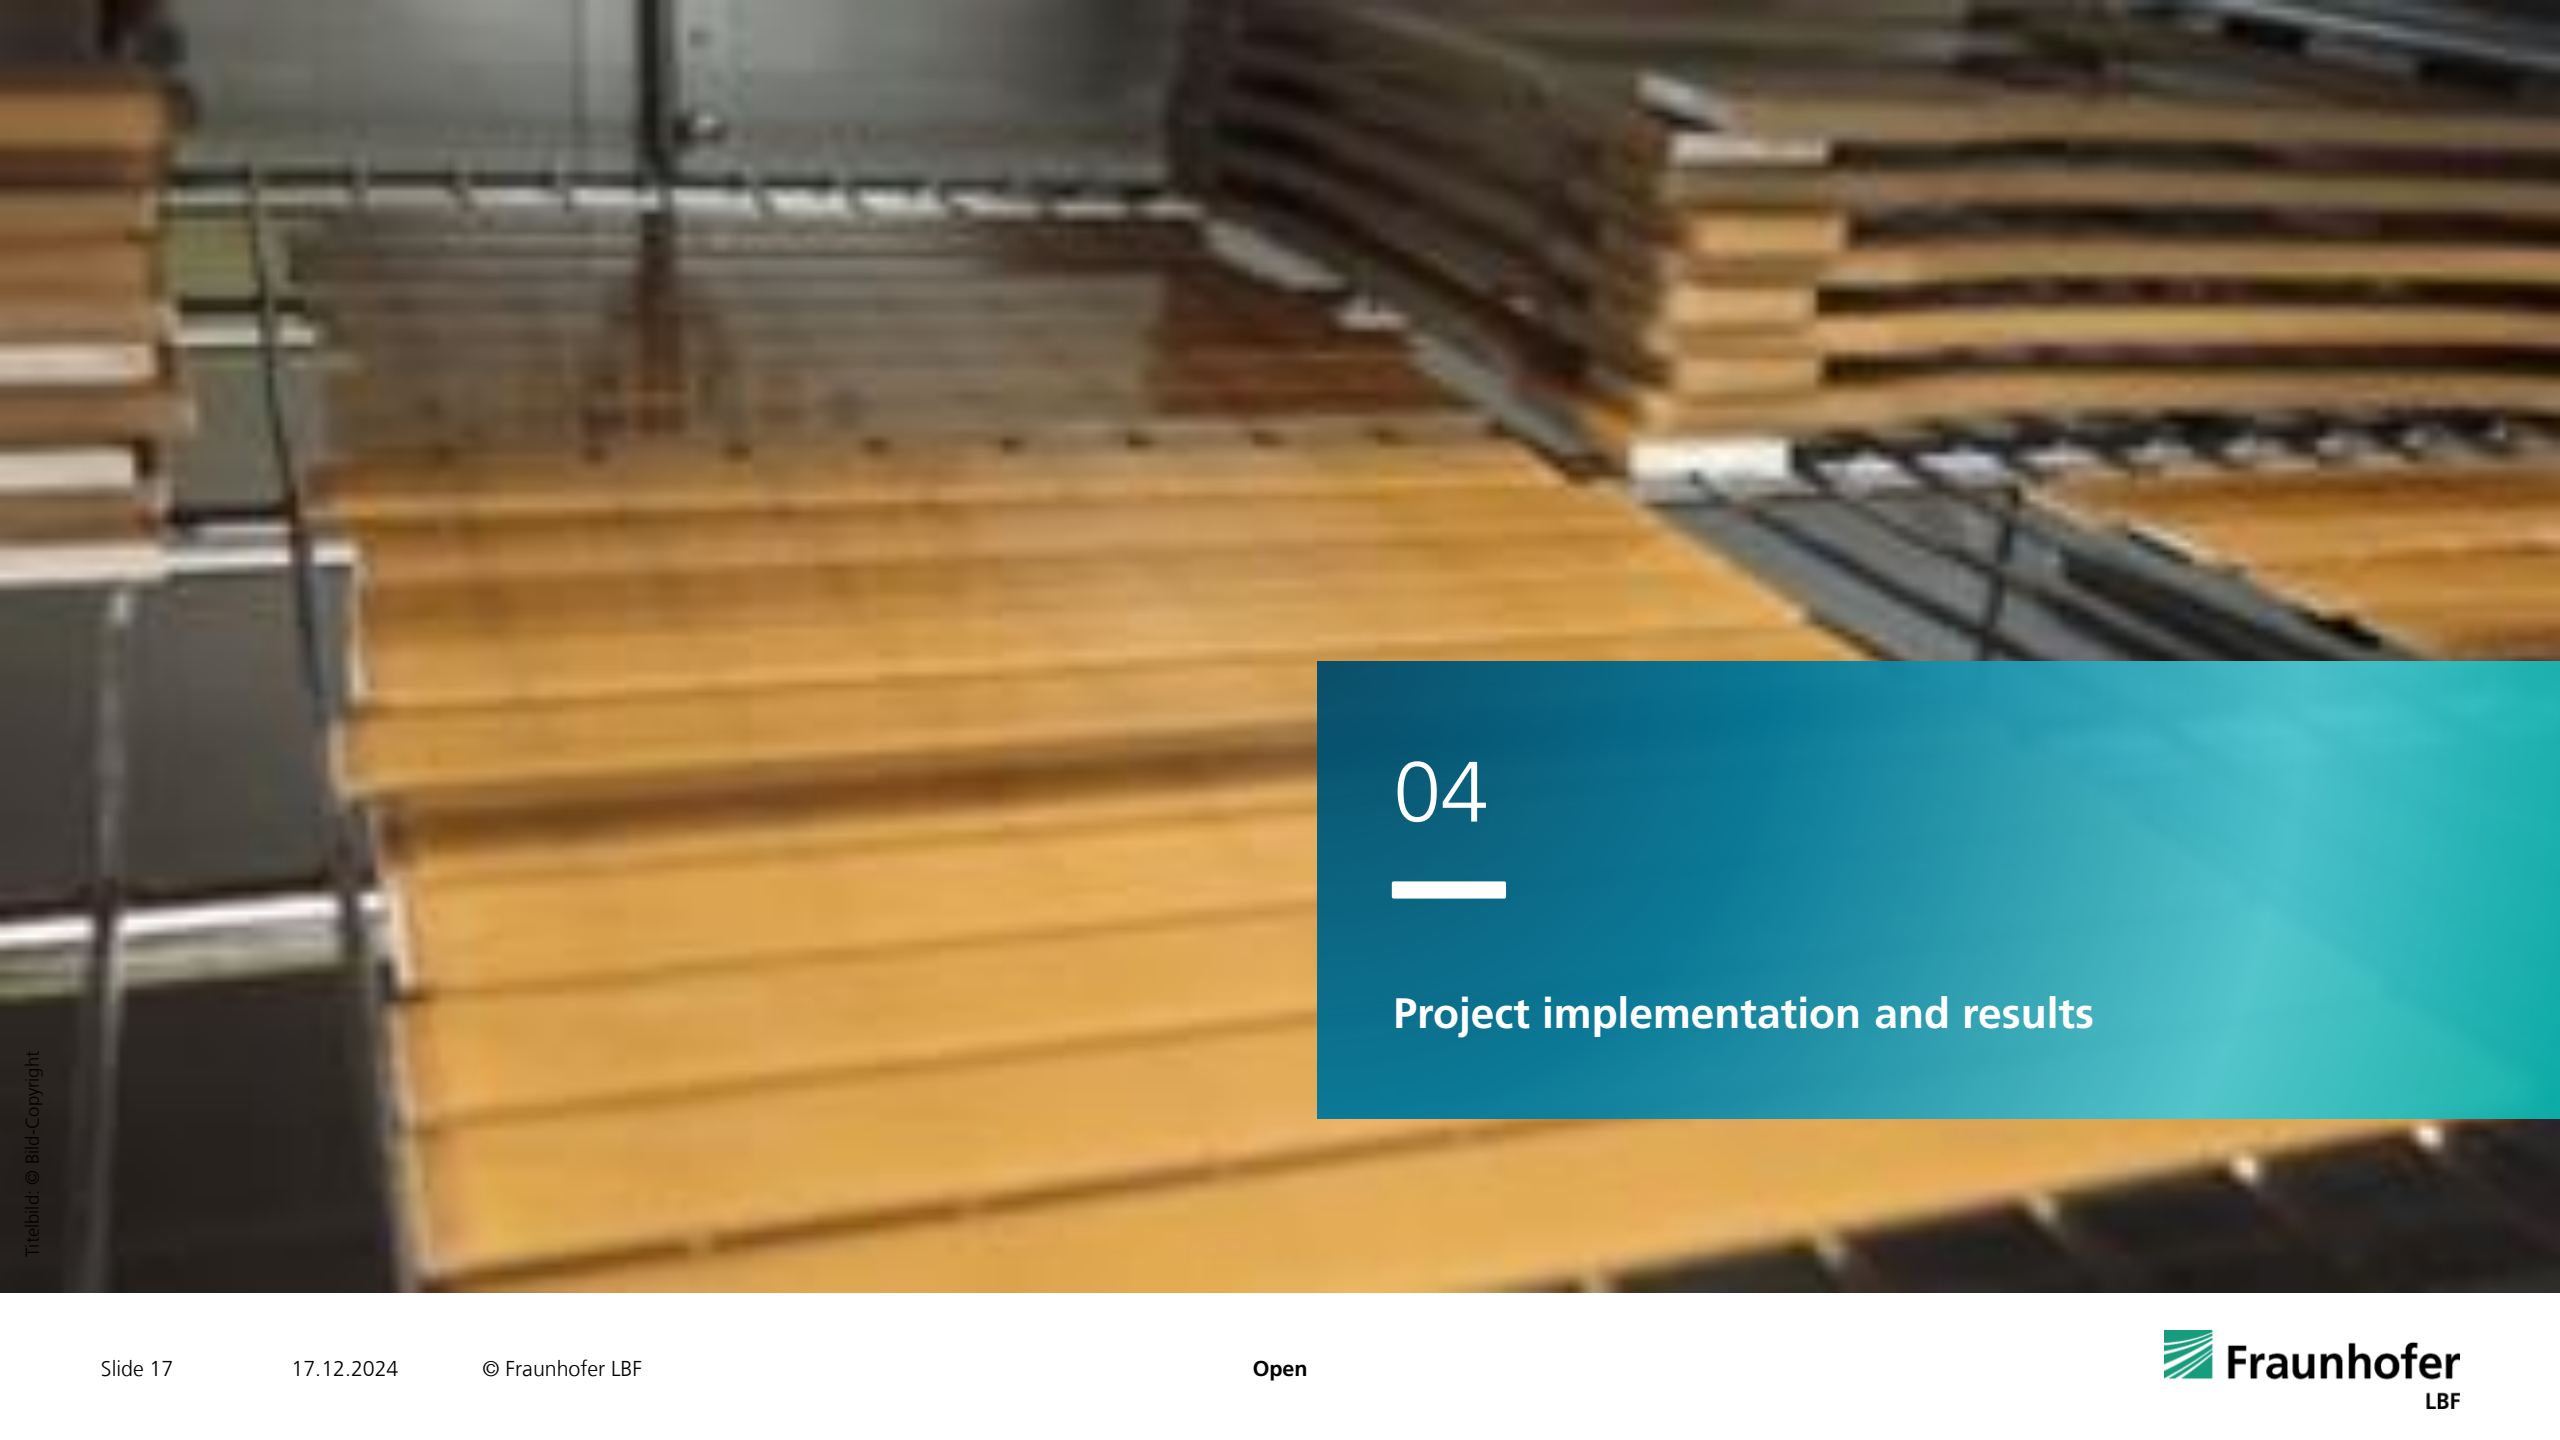 04
Project implementation and results
Titelbild: © Bild-Copyright
Slide 17
17.12.2024
© Fraunhofer LBF
Open
Fraunhofer
LBF